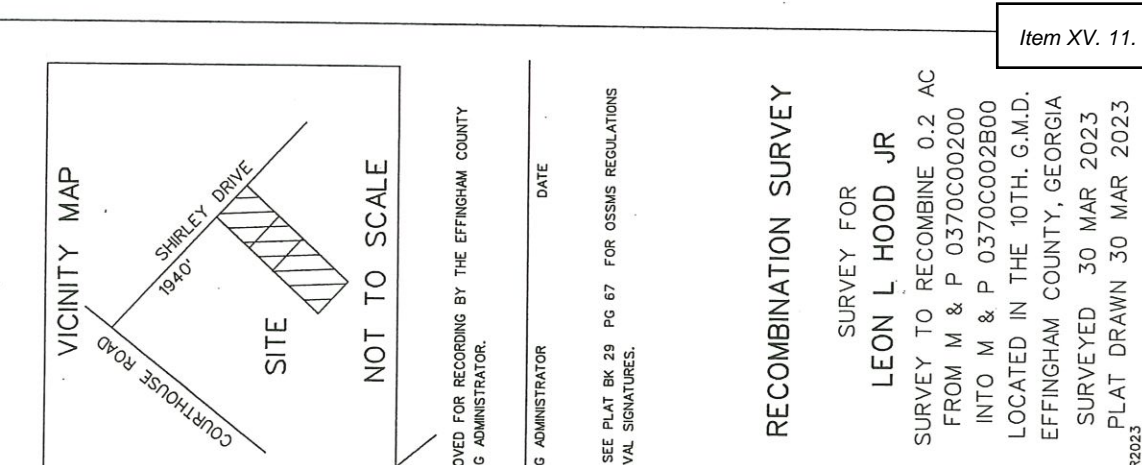 Item XV. 11.
VICINITY MAP
COURTHOUSE ROAD
SHIRLEY DRIVE
1940'
SITE
NOT TO SCALE
OVED FOR RECORDING BY THE EFFINGHAM COUNTY
G ADMINISTRATOR.
G ADMINISTRATOR DATE
SEE PLAT BK 29 PG 67 FOR OSSMS REGULATIONS
VAL SIGNATURES.
RECOMBINATION SURVEY
SURVEY FOR
LEON L HOOD JR
SURVEY TO RECOMBINE 0.2 AC
FROM M & P 0370C00200
INTO M & P 0370C002B00
LOCATED IN THE 10TH. G.M.D.
EFFINGHAM COUNTY, GEORGIA
SURVEYED 30 MAR 2023
PLAT DRAWN 30 MAR 2023
R2023